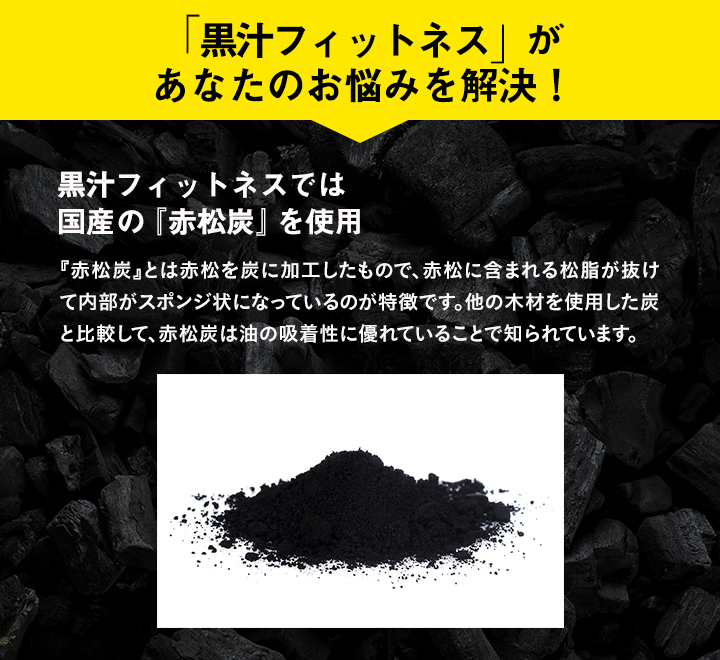 「黒汁フィットネス」が
あなたのお悩みを解決！
黒汁フィットネスでは
国産の『赤松炭』を使用
『赤松炭』とは赤松を炭に加工したもので、赤松に含まれる松脂が抜け
て内部がスポンジ状になっているのが特徴です。他の木材を使用した炭
と比較して、赤松炭は油の吸着性に優れていることで知られています。